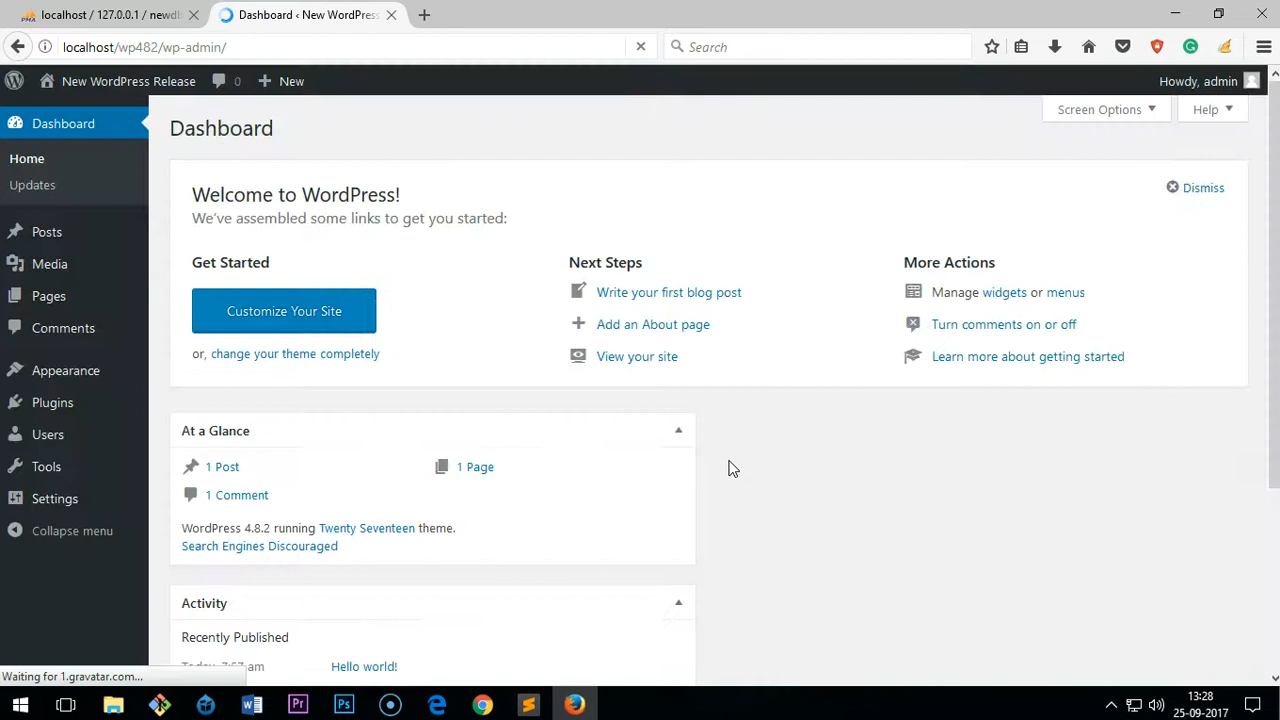 localhost / 127.0.0.1 / newdb
Dashboard ‹ New WordPress
localhost/wp482/wp-admin/
Search
New WordPress Release
0
New
Howdy, admin
Dashboard
Home
Updates
Posts
Media
Pages
Comments
Appearance
Plugins
Users
Tools
Settings
Collapse menu
Screen Options
Help
Dashboard
Welcome to WordPress!
We've assembled some links to get you started:
Dismiss
Get Started
Customize Your Site
or, change your theme completely
Next Steps
Write your first blog post
Add an About page
View your site
More Actions
Manage widgets or menus
Turn comments on or off
Learn more about getting started
At a Glance
1 Post
1 Page
1 Comment
WordPress 4.8.2 running Twenty Seventeen theme.
Search Engines Discouraged
Activity
Recently Published
am
Hello world!
Waiting for 1.gravatar.com...
13:28
25-09-2017